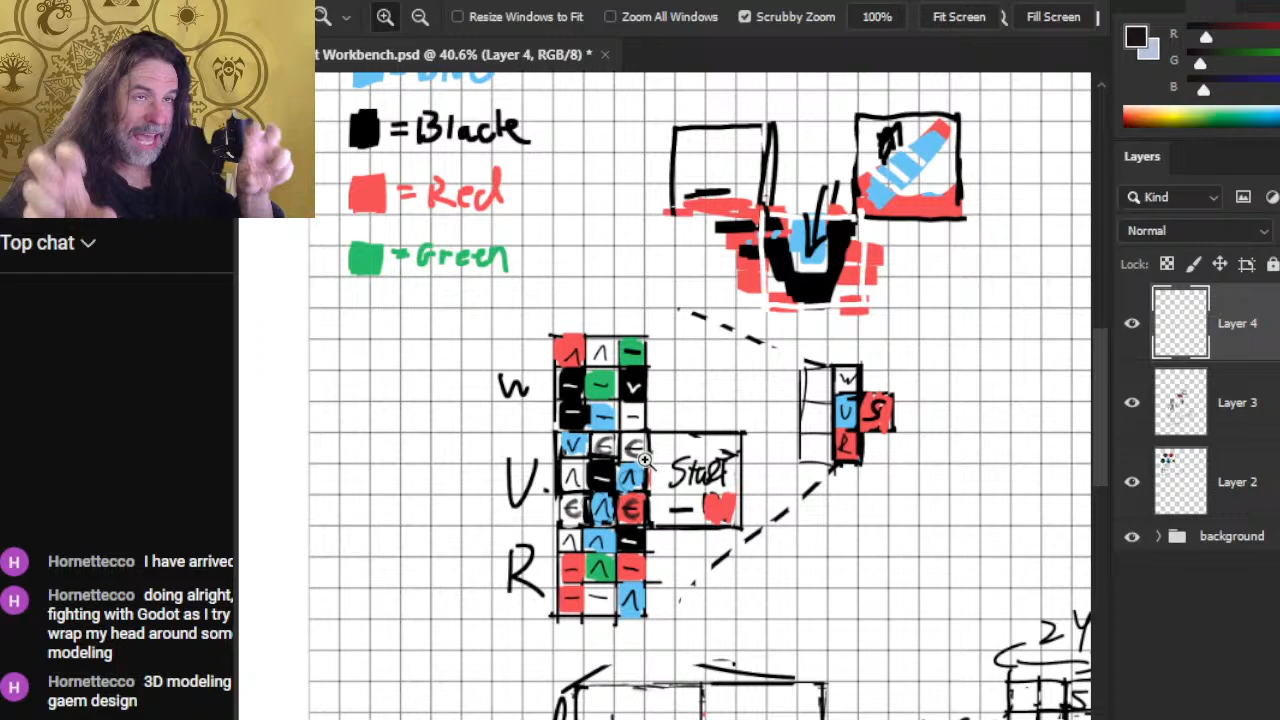 Resize Windows to Fit
Zoom All Windows
Scrubby Zoom
100%
Fit Screen
Fill Screen
t Workbench.psd @ 40.6% (Layer 4, RGB/8) *
R
G
B
= Black
= Red
= Green
Top chat
Hornettecco I have arrived
Hornettecco doing alright,
fighting with Godot as I try
wrap my head around som
modeling
Hornettecco 3D modeling
gaem design
W
U.
R
Start
W
U
R
S
2
Layers
Kind
Normal
Lock:
Layer 4
Layer 3
Layer 2
background